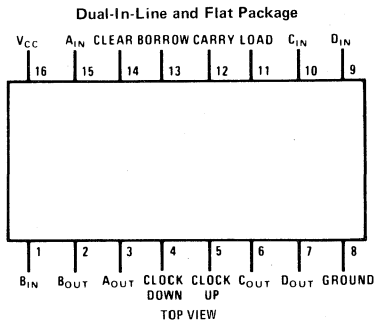 Dual-In-Line and Flat Package
VCC AIN CLEAR BORROW CARRY LOAD CIN DIN
16 15 14 13 12 11 10 9
1 2 3 4 5 6 7 8
BIN BOUT AOUT CLOCK CLOCK COUT DOUT GROUND
DOWN UP
TOP VIEW